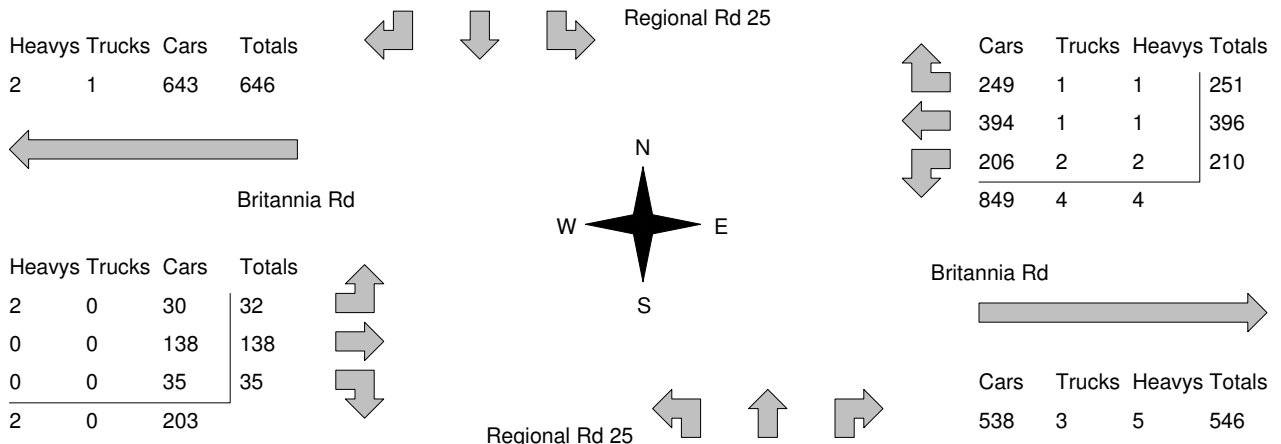 Regional Rd 25
Heavys Trucks Cars Totals
2 1 643 646
Britannia Rd
Heavys Trucks Cars Totals
2 0 30 32
0 0 138 138
0 0 35 35
2 0 203
N
W E
S
Cars Trucks Heavys Totals
249 1 1 251
394 1 1 396
206 2 2 210
849 4 4
Britannia Rd
Cars Trucks Heavys Totals
538 3 5 546
Regional Rd 25